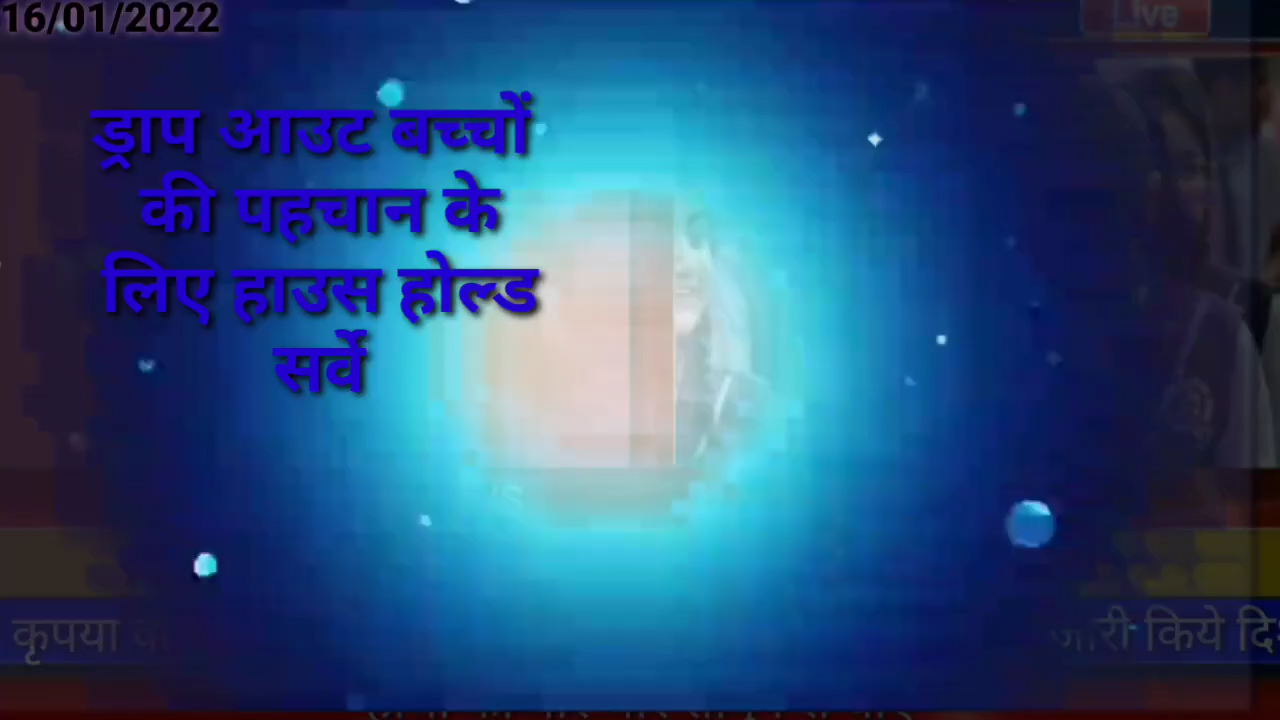 16/01/2022
Live
ड्राप आउट बच्चों
की पहचान के
लिए हाउस होल्ड
सर्वे
कृपया
जारी किये